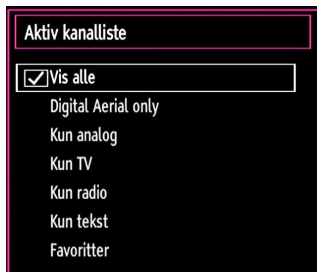 Aktiv kanalliste
Vis alle
Digital Aerial only
Kun analog
Kun TV
Kun radio
Kun tekst
Favoritter